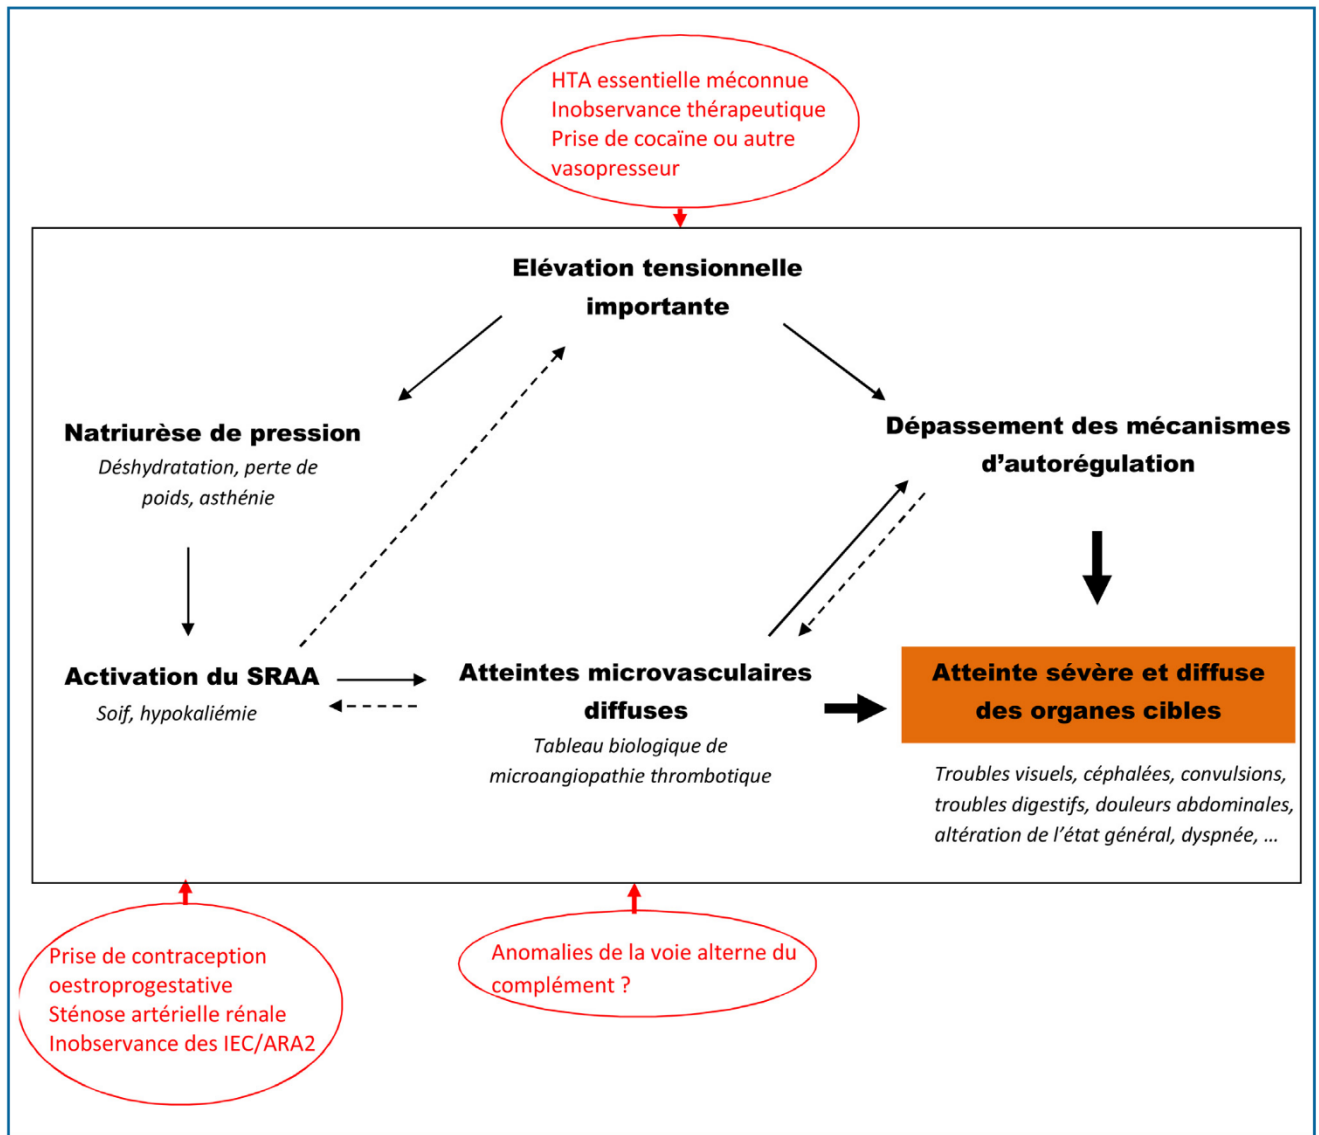 HTA essentielle méconnue
Inobservance thérapeutique
Prise de cocaïne ou autre
vasopresseur
Elévation tensionnelle
importante
Natriurèse de pression
Déshydratation, perte de
poids, asthénie
Dépassement des mécanismes
d'autorégulation
Activation du SRAA
Soif, hypokaliémie
Atteintes microvasculaires
diffuses
Tableau biologique de
microangiopathie thrombotique
Atteinte sévère et diffuse
des organes cibles
Troubles visuels, céphalées, convulsions,
troubles digestifs, douleurs abdominales,
altération de l'état général, dyspnée, ...
Prise de contraception
oestroprogestative
Sténose artérielle rénale
Inobservance des IEC/ARA2
Anomalies de la voie alterne du
complément ?